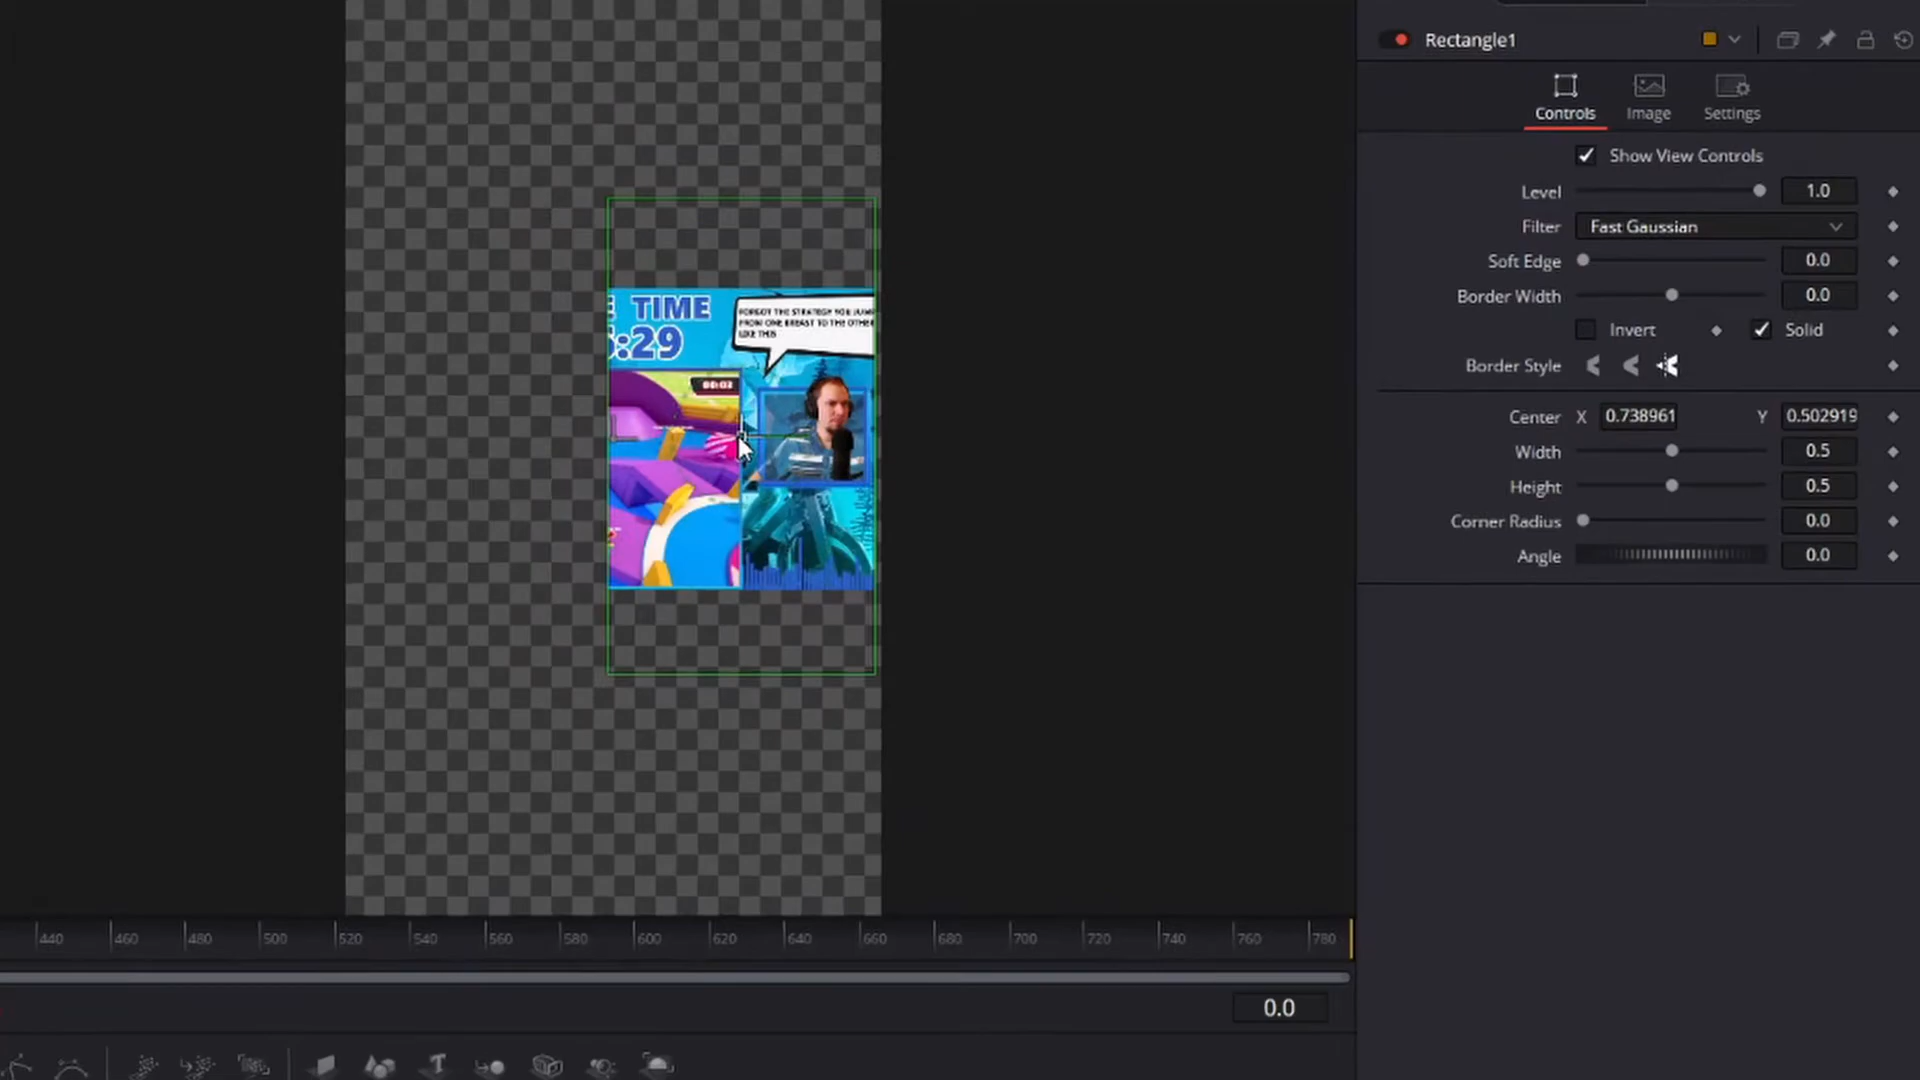 Rectangle1
Controls
Image
Settings
Show View Controls
Level 1.0
Filter Fast Gaussian
Soft Edge 0.0
Border Width 0.0
Invert Solid
Border Style
Center X 0.738961 Y 0.502919
Width 0.5
Height 0.5
Corner Radius 0.0
Angle 0.0
TIME
:29
FORGOT THE STRATEGY YOU JUMP
FROM ONE BREAST TO THE OTHER
LIKE THIS
00:03
440 460 480 500 520 540 560 580 600 620 640 660 680 700 720 740 760 780
0.0